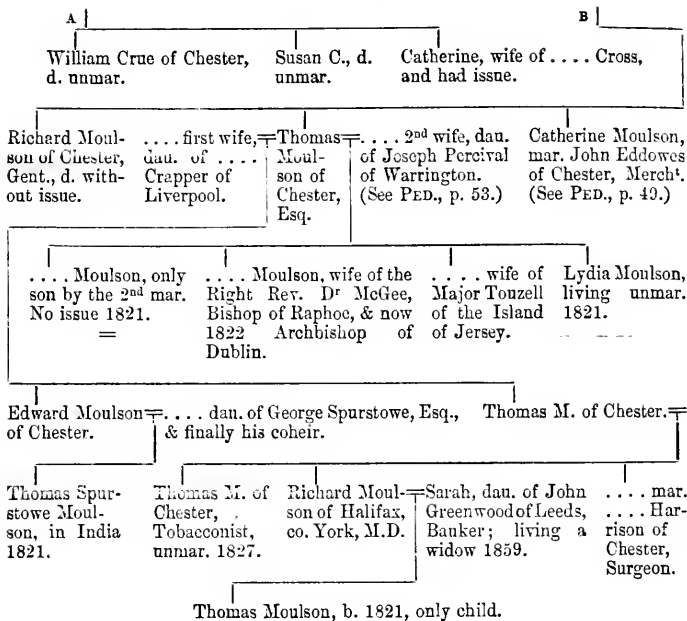 A
B
William Crue of Chester,
d. unmar.
Susan C., d.
unmar.
Catherine, wife of .... Cross,
and had issue.
Richard Moul-
son of Chester,
Gent., d. with-
out issue.
.... first wife,
dau. of ....
Crapper of
Liverpool.
Thomas
Moul-
son of
Chester,
Esq.
.... 2nd wife, dau.
of Joseph Percival
of Warrington.
(See PED., p. 53.)
Catherine Moulson,
mar. John Eddowes
of Chester, Mercht.
(See PED., p. 49.)
.... Moulson, only
son by the 2nd mar.
No issue 1821.
=
.... Moulson, wife of the
Right Rev. Dr McGee,
Bishop of Raphoe, & now
1822 Archbishop of
Dublin.
.... wife of
Major Touzell
of the Island
of Jersey.
Lydia Moulson,
living unmar.
1821.
Edward Moulson
of Chester.
.... dau. of George Spurstowe, Esq.,
& finally his coheir.
Thomas M. of Chester.
Thomas Spur-
stowe Moul-
son, in India
1821.
Thomas M. of
Chester,
Tobacconist,
unmar. 1827.
Richard Moul-
son of Halifax,
co. York, M.D.
Sarah, dau. of John
Greenwood of Leeds,
Banker; living a
widow 1859.
.... mar.
.... Har-
rison of
Chester,
Surgeon.
Thomas Moulson, b. 1821, only child.